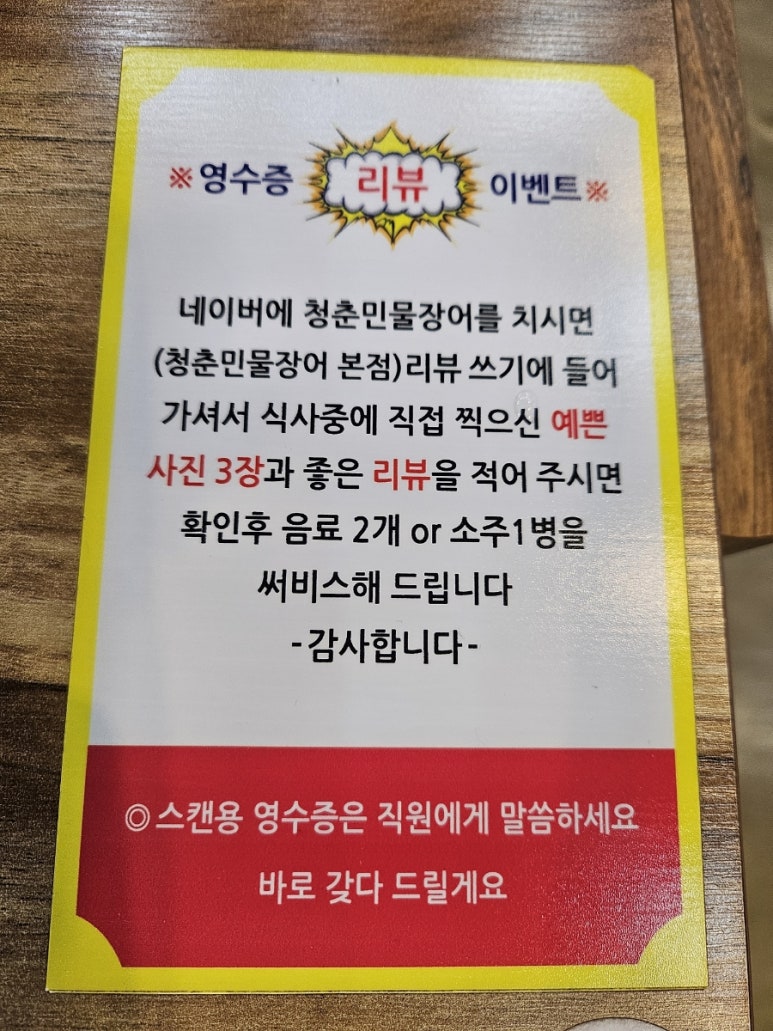 ※영수증 리뷰 이벤트※
네이버에 청춘민물장어를 치시면
(청춘민물장어 본점)리뷰 쓰기에 들어
가셔서 식사중에 직접 찍으신 예쁜
사진 3장과 좋은 리뷰을 적어 주시면
확인후 음료 2개 or 소주1병을
써비스해 드립니다
-감사합니다-
◎스캔용 영수증은 직원에게 말씀하세요
바로 갖다 드릴게요